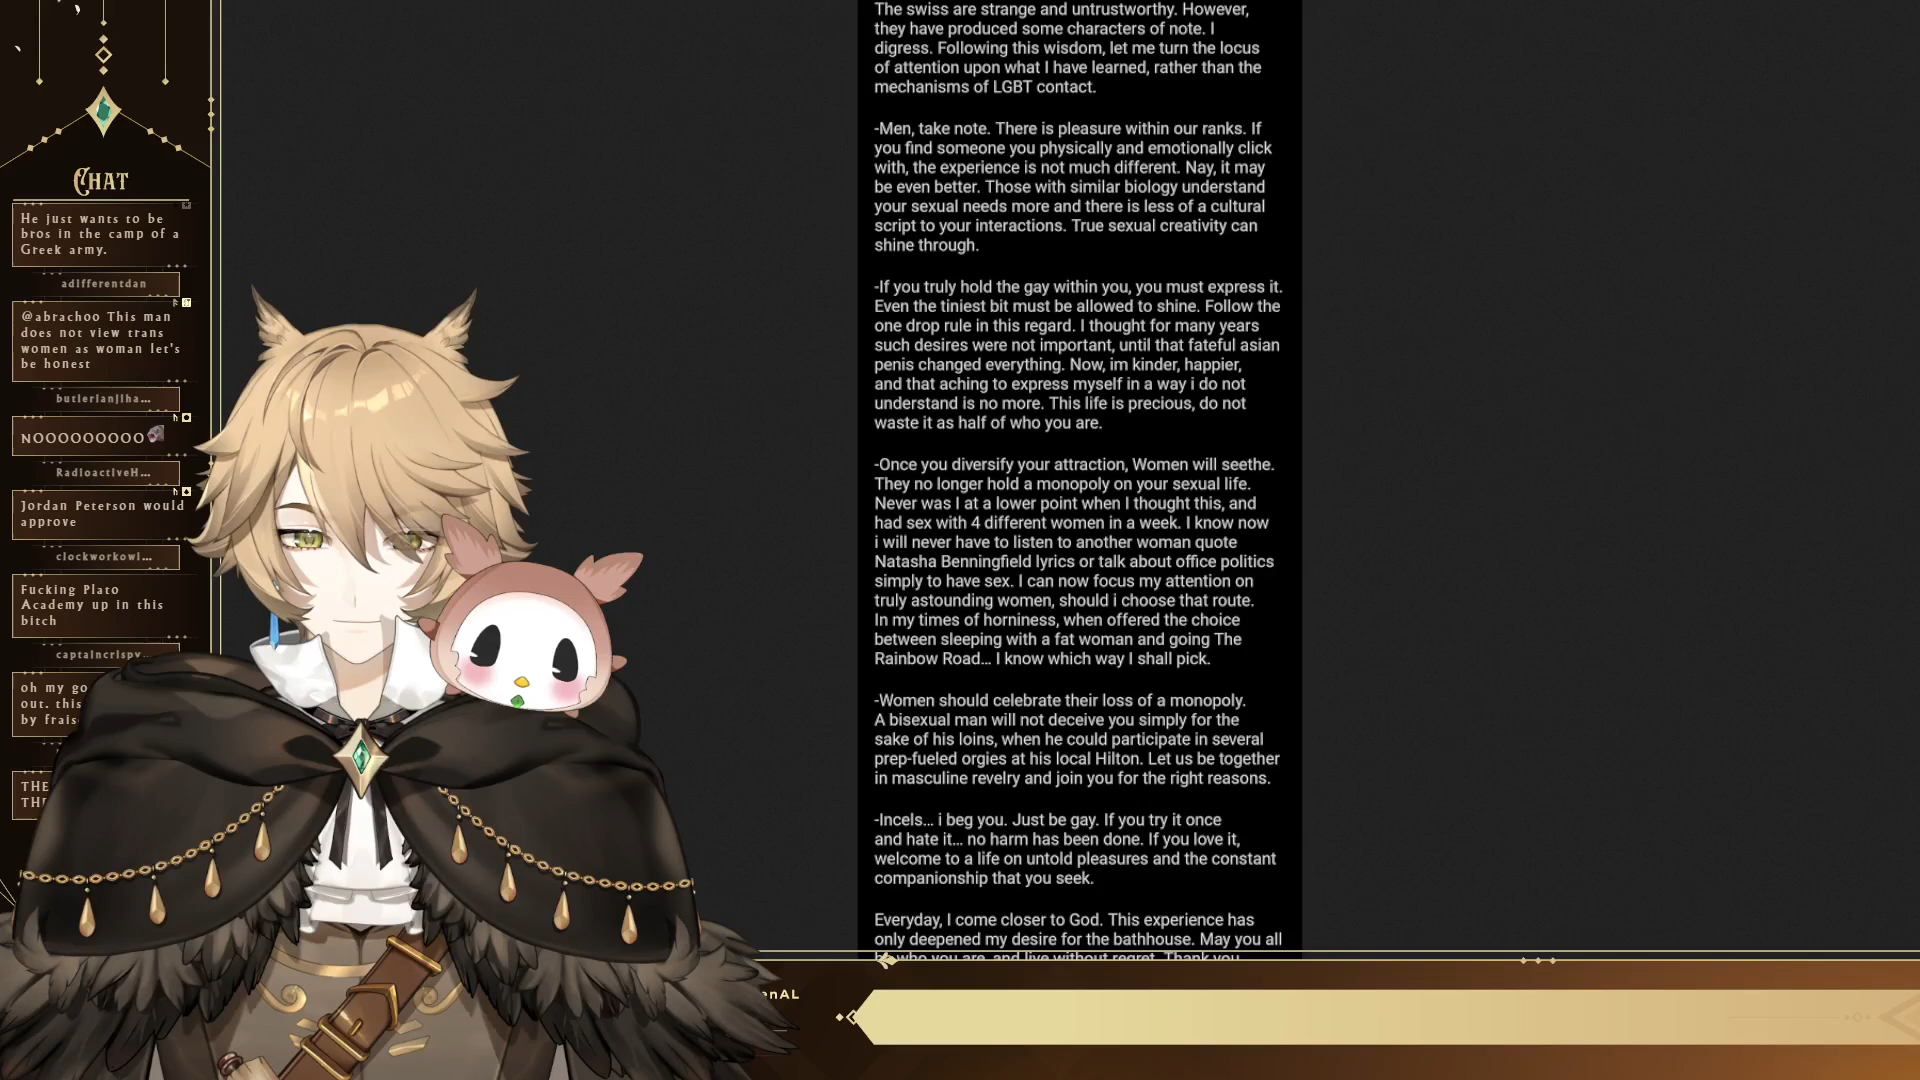 CHAT
He just wants to be
bros in the camp of a
Greek army.
adifferentdan
@abrachoo This man
does not view trans
women as woman let's
be honest
butlerianjiha...
NOOOOOOOOO
RadioactiveH...
Jordan Peterson would
approve
clockworkowl...
Fucking Plato
Academy up in this
bitch
captaincrispy...
oh my go
out. this
by frais
THE
TH
The swiss are strange and untrustworthy. However,
they have produced some characters of note. I
digress. Following this wisdom, let me turn the locus
of attention upon what I have learned, rather than the
mechanisms of LGBT contact.
-Men, take note. There is pleasure within our ranks. If
you find someone you physically and emotionally click
with, the experience is not much different. Nay, it may
be even better. Those with similar biology understand
your sexual needs more and there is less of a cultural
script to your interactions. True sexual creativity can
shine through.
-If you truly hold the gay within you, you must express it.
Even the tiniest bit must be allowed to shine. Follow the
one drop rule in this regard. I thought for many years
such desires were not important, until that fateful asian
penis changed everything. Now, im kinder, happier,
and that aching to express myself in a way i do not
understand is no more. This life is precious, do not
waste it as half of who you are.
-Once you diversify your attraction, Women will seethe.
They no longer hold a monopoly on your sexual life.
Never was I at a lower point when I thought this, and
had sex with 4 different women in a week. I know now
i will never have to listen to another woman quote
Natasha Benningfield lyrics or talk about office politics
simply to have sex. I can now focus my attention on
truly astounding women, should i choose that route.
In my times of horniness, when offered the choice
between sleeping with a fat woman and going The
Rainbow Road... I know which way I shall pick.
-Women should celebrate their loss of a monopoly.
A bisexual man will not deceive you simply for the
sake of his loins, when he could participate in several
prep-fueled orgies at his local Hilton. Let us be together
in masculine revelry and join you for the right reasons.
-Incels... i beg you. Just be gay. If you try it once
and hate it... no harm has been done. If you love it,
welcome to a life on untold pleasures and the constant
companionship that you seek.
Everyday, I come closer to God. This experience has
only deepened my desire for the bathhouse. May you all
who you are, and live without regret. Thank you
enAL